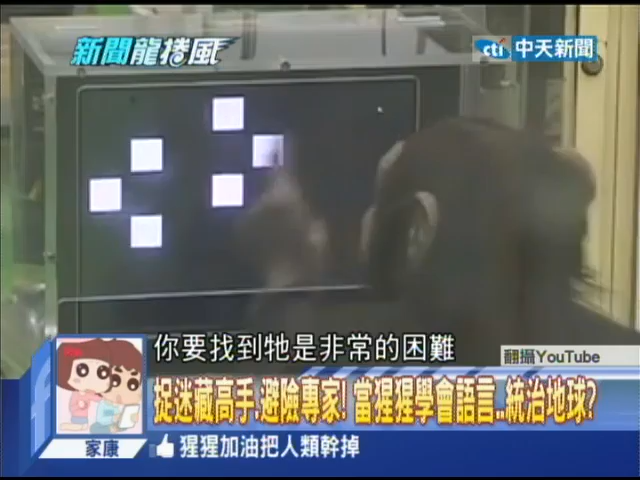 新聞龍捲風
cti 中天新聞
你要找到牠是非常的困難
翻攝YouTube
捉迷藏高手.避險專家! 當猩猩學會語言..統治地球?
家康
猩猩加油把人類幹掉